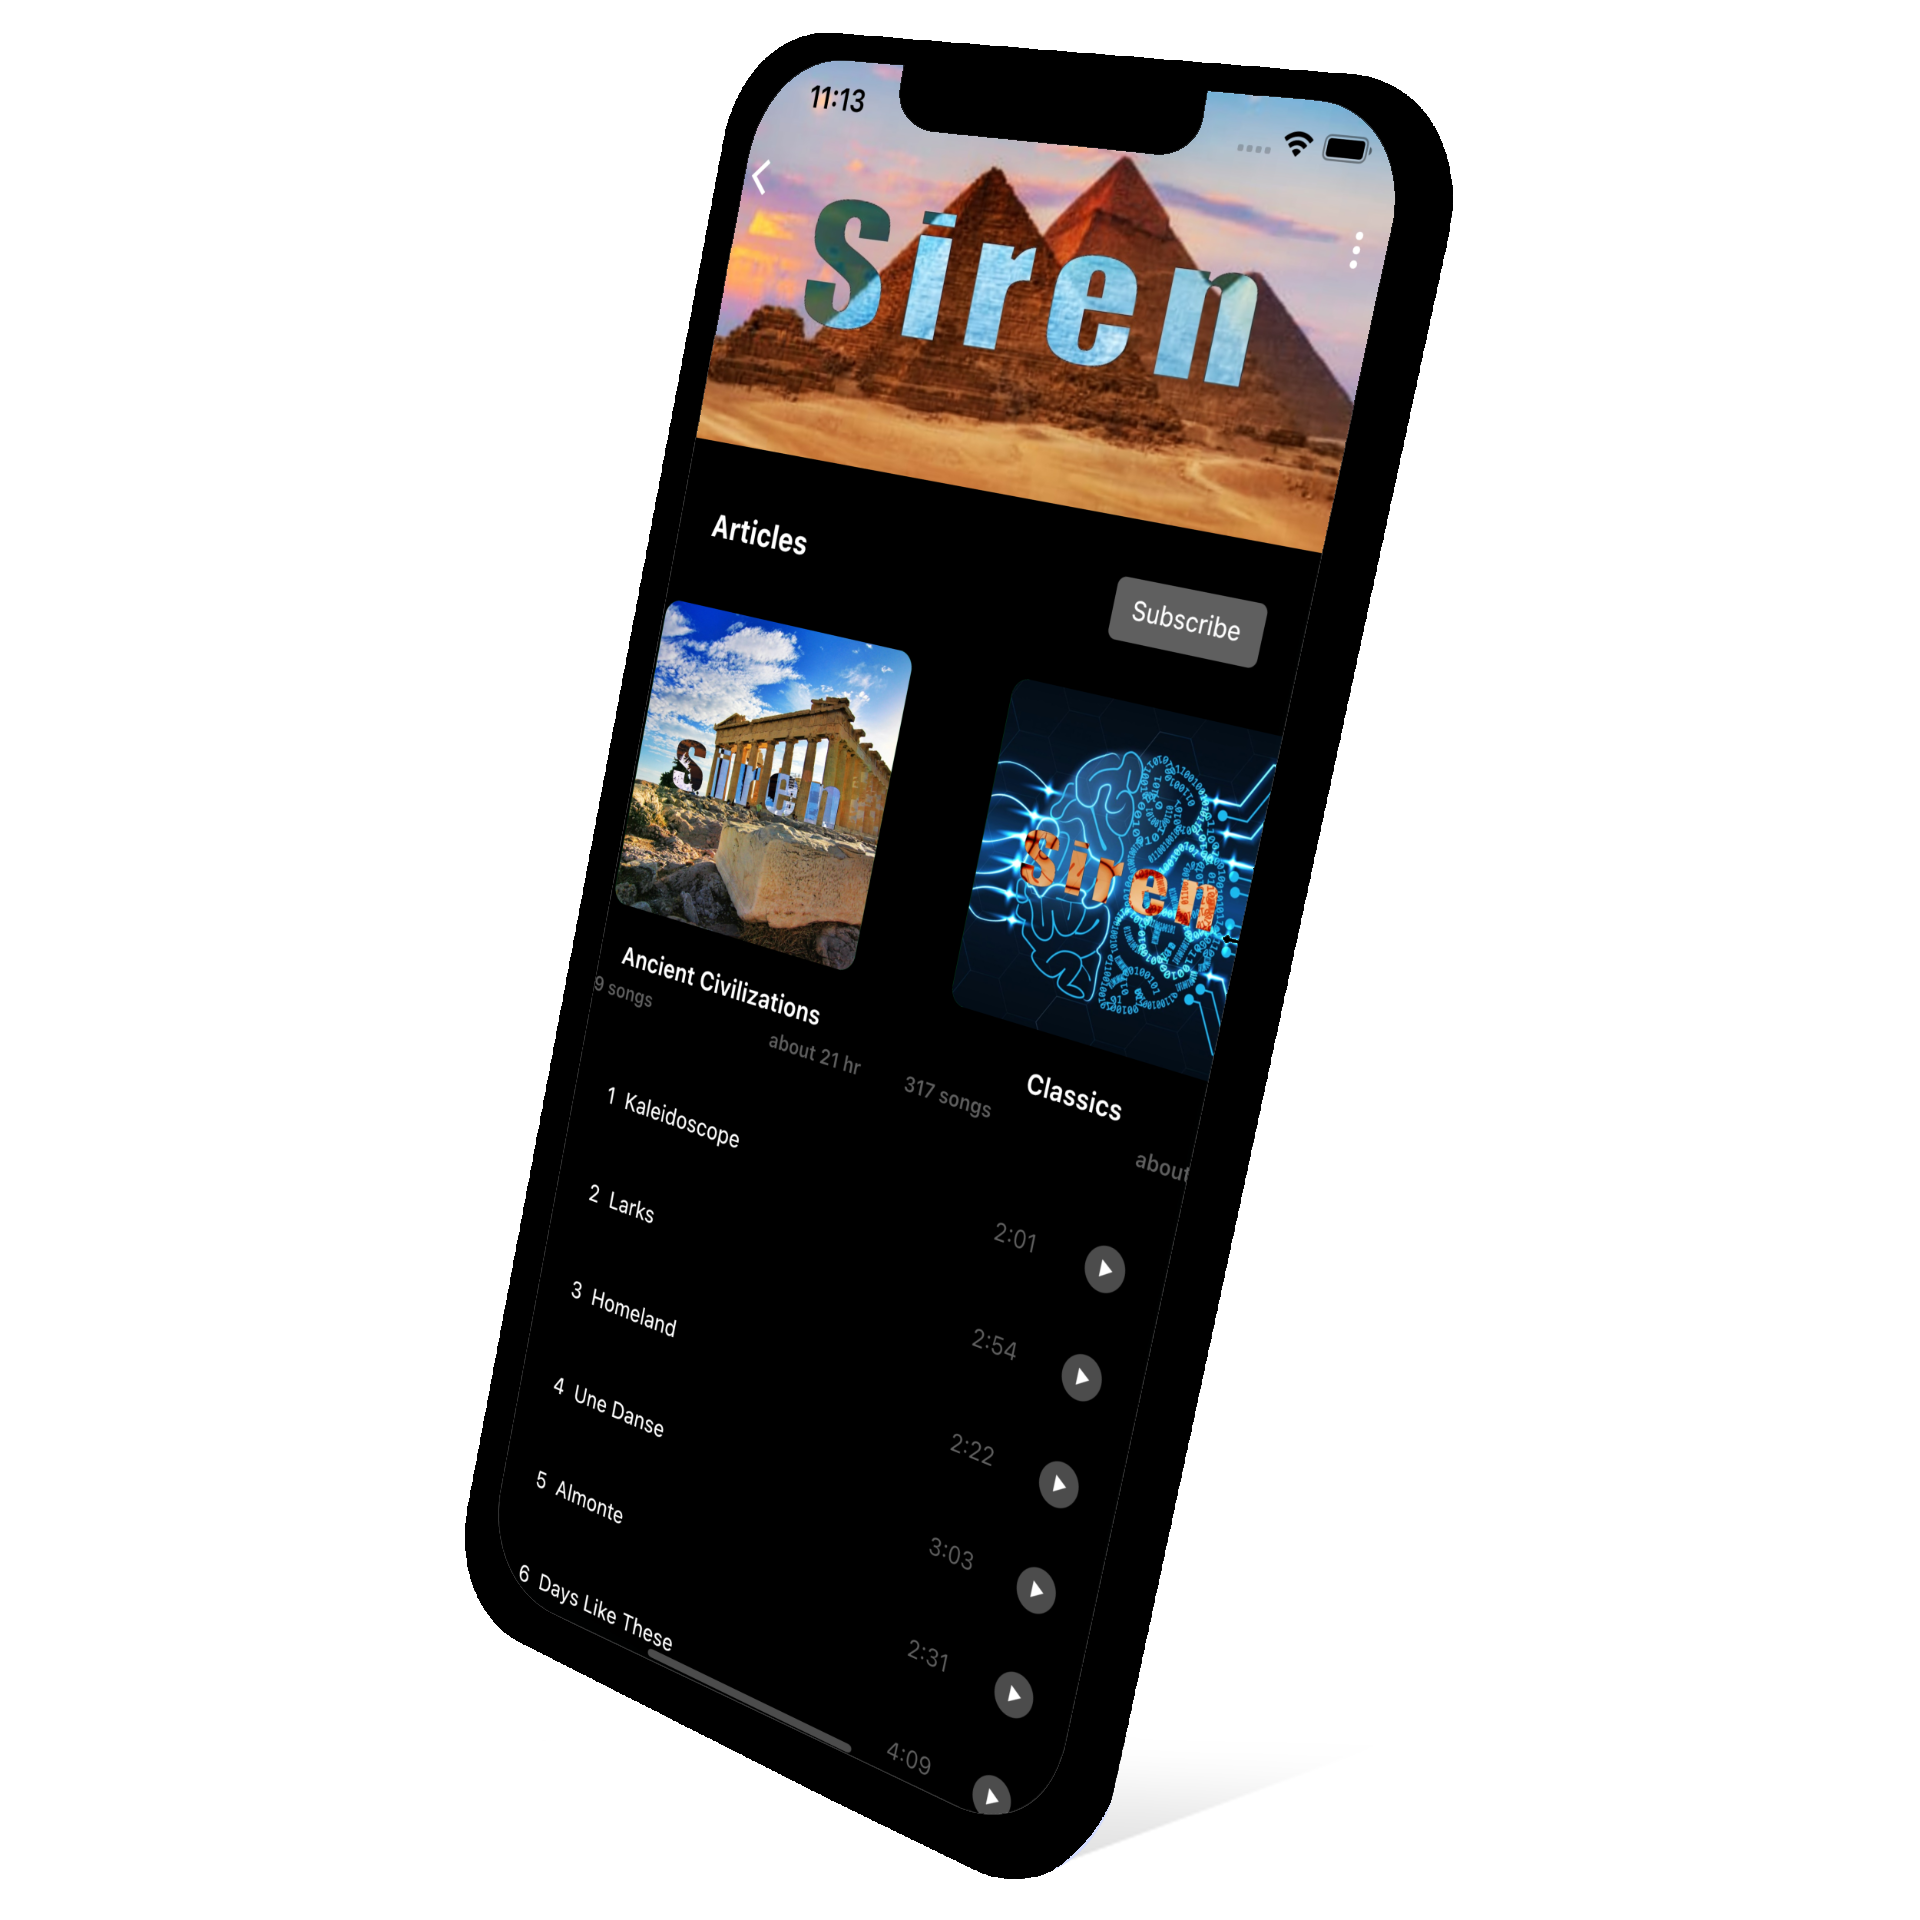 11:13
Siren
Articles
Subscribe
Siren
Siren
Ancient Civilizations
9 songs
about 21 hr
Classics
317 songs
about
1 Kaleidoscope
2:01
2 Larks
2:54
3 Homeland
2:22
4 Une Danse
3:03
5 Almonte
2:31
6 Days Like These
4:09